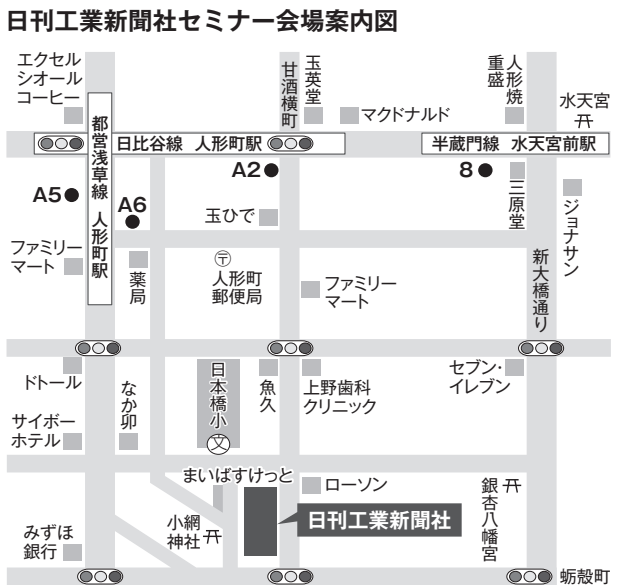 日刊工業新聞社セミナー会場案内図
エクセル
シオール
コーヒー
甘酒横町
玉英堂
マクドナルド
重盛
人形焼
水天宮
都営浅草線 人形町駅
日比谷線 人形町駅
半蔵門線 水天宮前駅
A5
A6
A2
8
三原堂
ジョナサン
玉ひで
ファミリー
マート
薬局
〒
人形町
郵便局
ファミリー
マート
新大橋通り
ドトール
なか卯
日本橋小
文
魚久
上野歯科
クリニック
セブン・
イレブン
サイボー
ホテル
まいばすけっと
ローソン
銀杏八幡宮
小網
神社
日刊工業新聞社
みずほ
銀行
蛎殻町